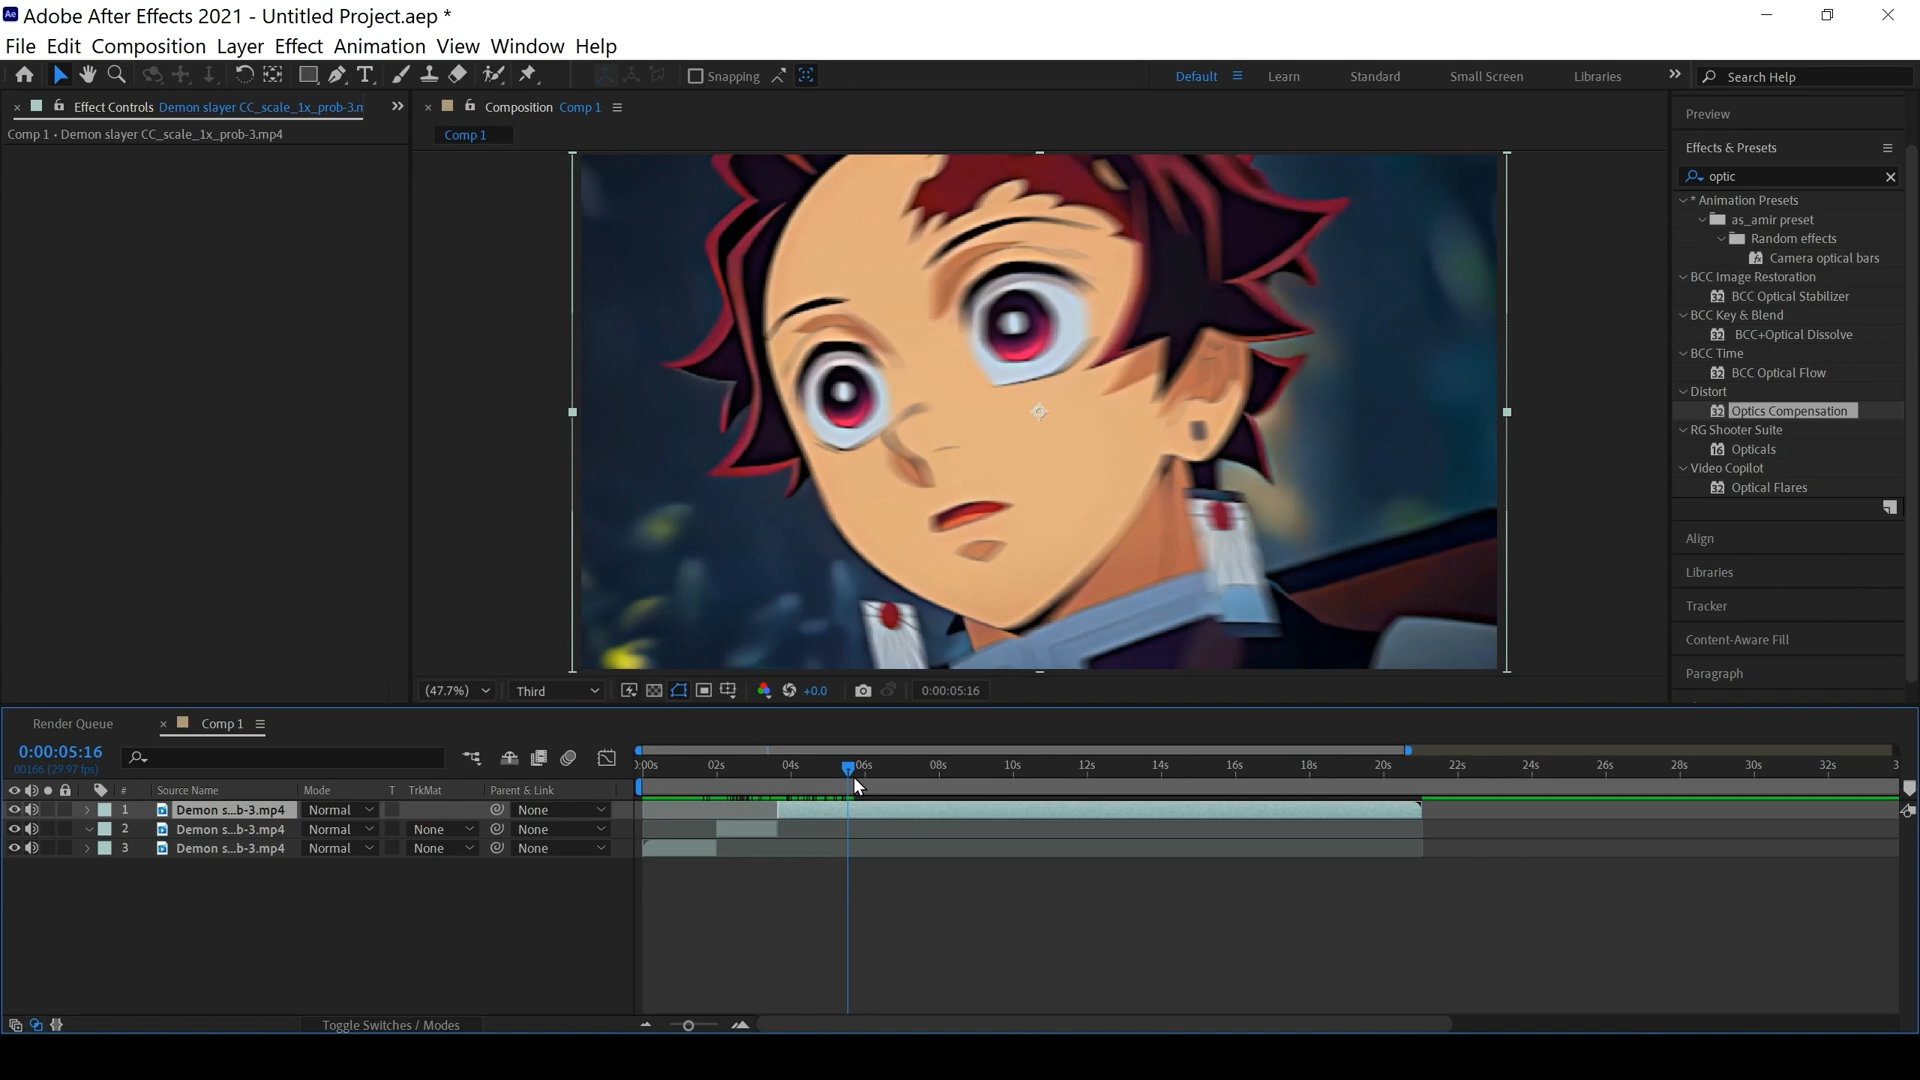 Ae Adobe After Effects 2021 - Untitled Project.aep *
File Edit Composition Layer Effect Animation View Window Help
Snapping
Default Learn Standard Small Screen Libraries Search Help
Effect Controls Demon slayer CC_scale_1x_prob-3.m
Comp 1 • Demon slayer CC_scale_1x_prob-3.mp4
Composition Comp 1
Comp 1
Preview
Effects & Presets
optic
* Animation Presets
as_amir preset
Random effects
Camera optical bars
BCC Image Restoration
32 BCC Optical Stabilizer
BCC Key & Blend
32 BCC+Optical Dissolve
BCC Time
32 BCC Optical Flow
Distort
32 Optics Compensation
RG Shooter Suite
16 Opticals
Video Copilot
32 Optical Flares
Align
Libraries
Tracker
Content-Aware Fill
Paragraph
(47.7%) Third +0.0 0:00:05:16
Render Queue Comp 1
0:00:05:16
00166 (29.97 fps)
):00s 02s 04s 06s 08s 10s 12s 14s 16s 18s 20s 22s 24s 26s 28s 30s 32s 3
# Source Name Mode T TrkMat Parent & Link
1 Demon s...b-3.mp4 Normal None
2 Demon s...b-3.mp4 Normal None None
3 Demon s...b-3.mp4 Normal None None
Toggle Switches / Modes